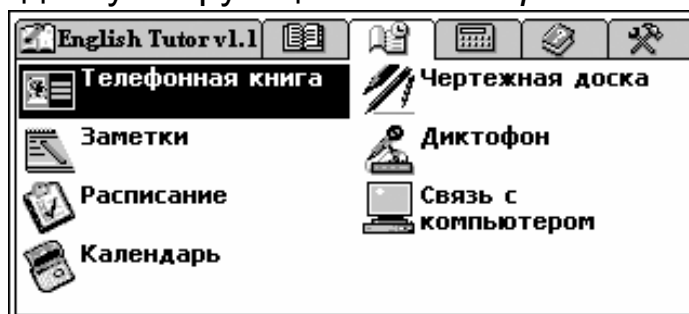 English Tutor v1.1
Телефонная книга
Заметки
Расписание
Календарь
Чертежная доска
Диктофон
Связь с
компьютером